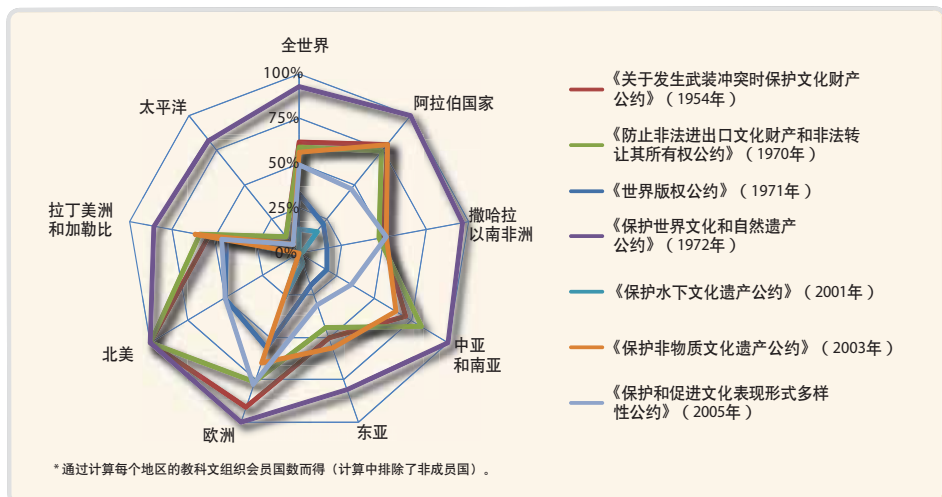 全世界
100%
75%
50%
25%
0%
阿拉伯国家
撒哈拉
以南非洲
中亚
和南亚
东亚
欧洲
北美
拉丁美洲
和加勒比
太平洋
《关于发生武装冲突时保护文化财产
公约》(1954年)
《防止非法进出口文化财产和非法转
让其所有权公约》(1970年)
《世界版权公约》(1971年)
《保护世界文化和自然遗产
公约》(1972年)
《保护水下文化遗产公约》(2001年)
《保护非物质文化遗产公约》(2003年)
《保护和促进文化表现形式多样
性公约》(2005年)
* 通过计算每个地区的教科文组织会员国数而得(计算中排除了非成员国)。